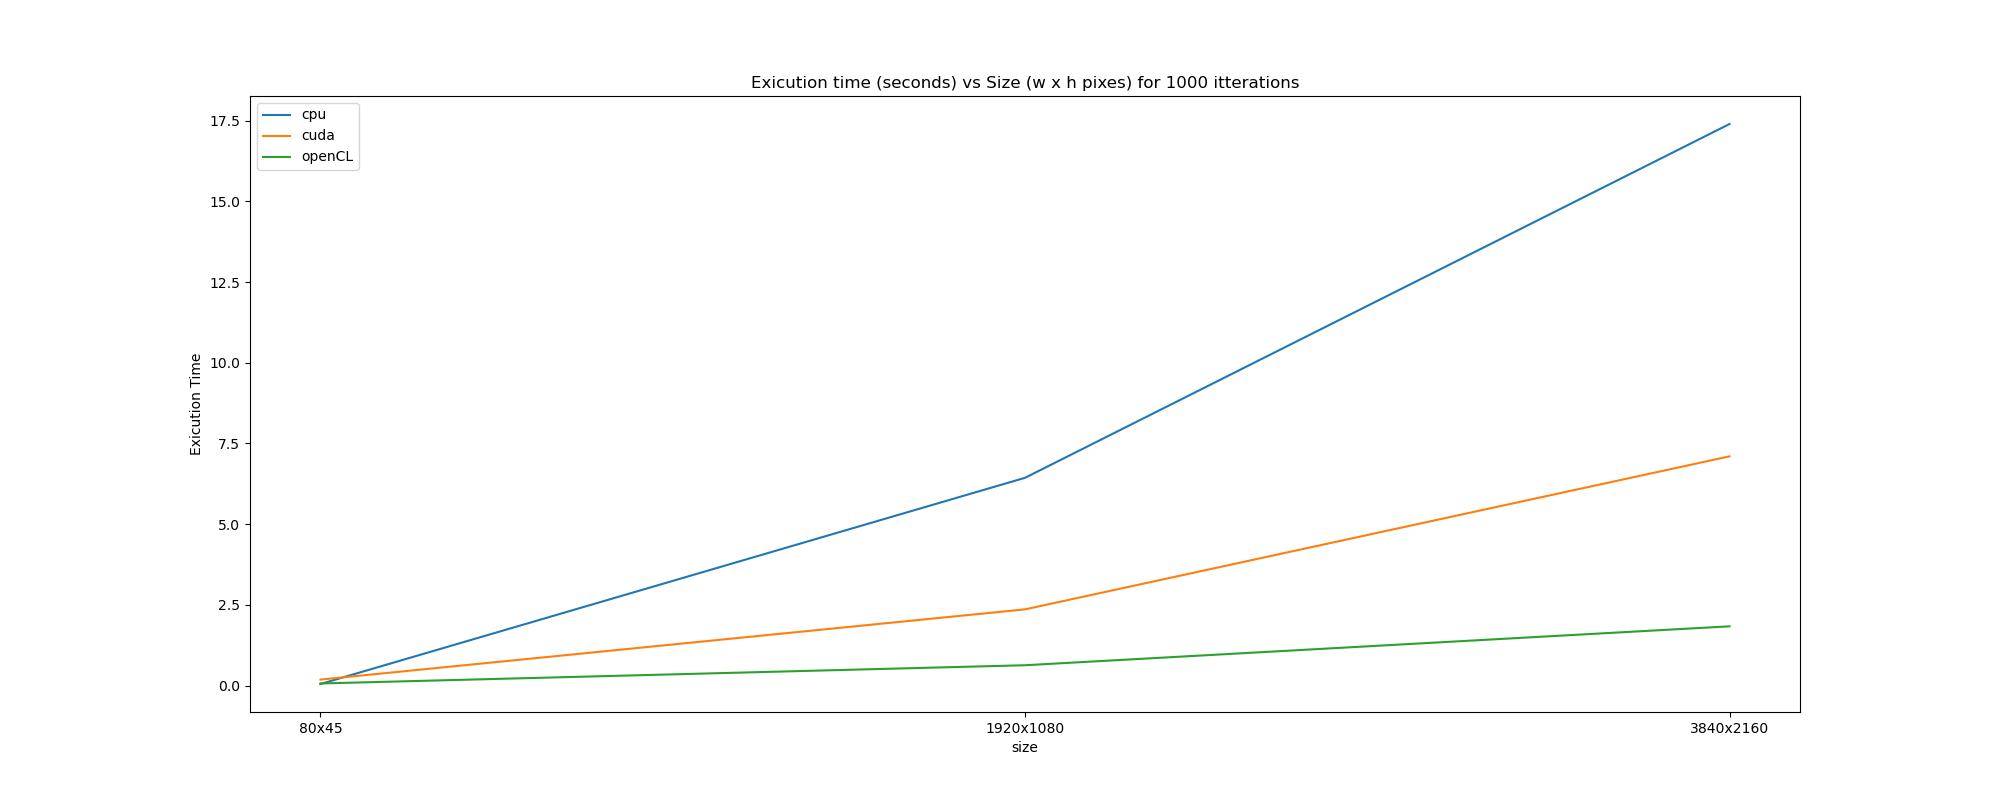 Exicution time (seconds) vs Size (w x h pixes) for 1000 itterations
cpu
cuda
openCL
17.5
15.0
12.5
10.0
7.5
5.0
2.5
0.0
Exicution Time
80x45
1920x1080
3840x2160
size